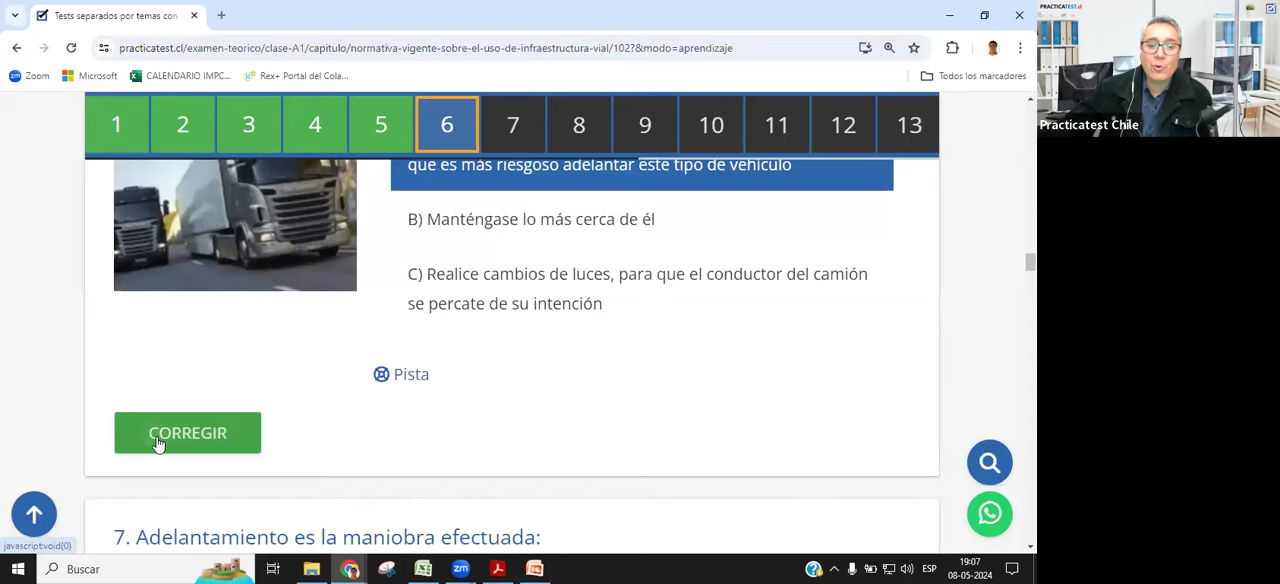 Tests separados por temas con
practicatest.cl/examen-teorico/clase-A1/capitulo/normativa-vigente-sobre-el-uso-de-infraestructura-vial/102?&modo=aprendizaje
Zoom
Microsoft
CALENDARIO IMPC...
Rex+ Portal del Cola...
Todos los marcadores
PRACTICATEST.cl
Practicatest Chile
1 2 3 4 5 6 7 8 9 10 11 12 13
que es más riesgoso adelantar este tipo de vehículo
B) Manténgase lo más cerca de él
C) Realice cambios de luces, para que el conductor del camión
se percate de su intención
Pista
CORREGIR
7. Adelantamiento es la maniobra efectuada:
javascript:void(0)
Buscar
ESP
19:07
08-05-2024